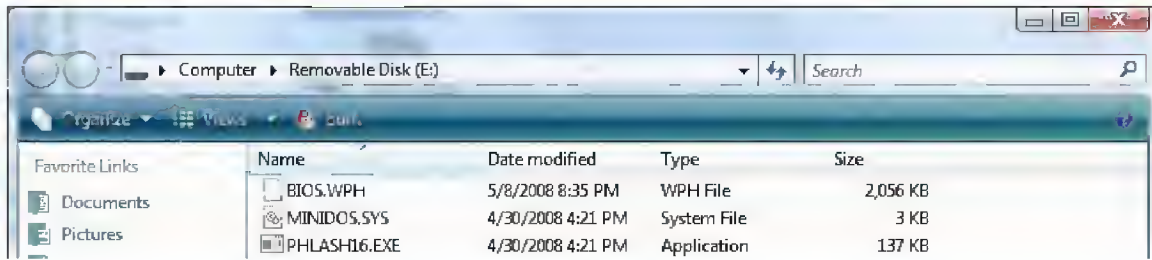 Computer ▸ Removable Disk (E:) Search
Organize Views Burn
Favorite Links Name Date modified Type Size
Documents BIOS.WPH 5/8/2008 8:35 PM WPH File 2,056 KB
Pictures MINIDOS.SYS 4/30/2008 4:21 PM System File 3 KB
PHLASH16.EXE 4/30/2008 4:21 PM Application 137 KB